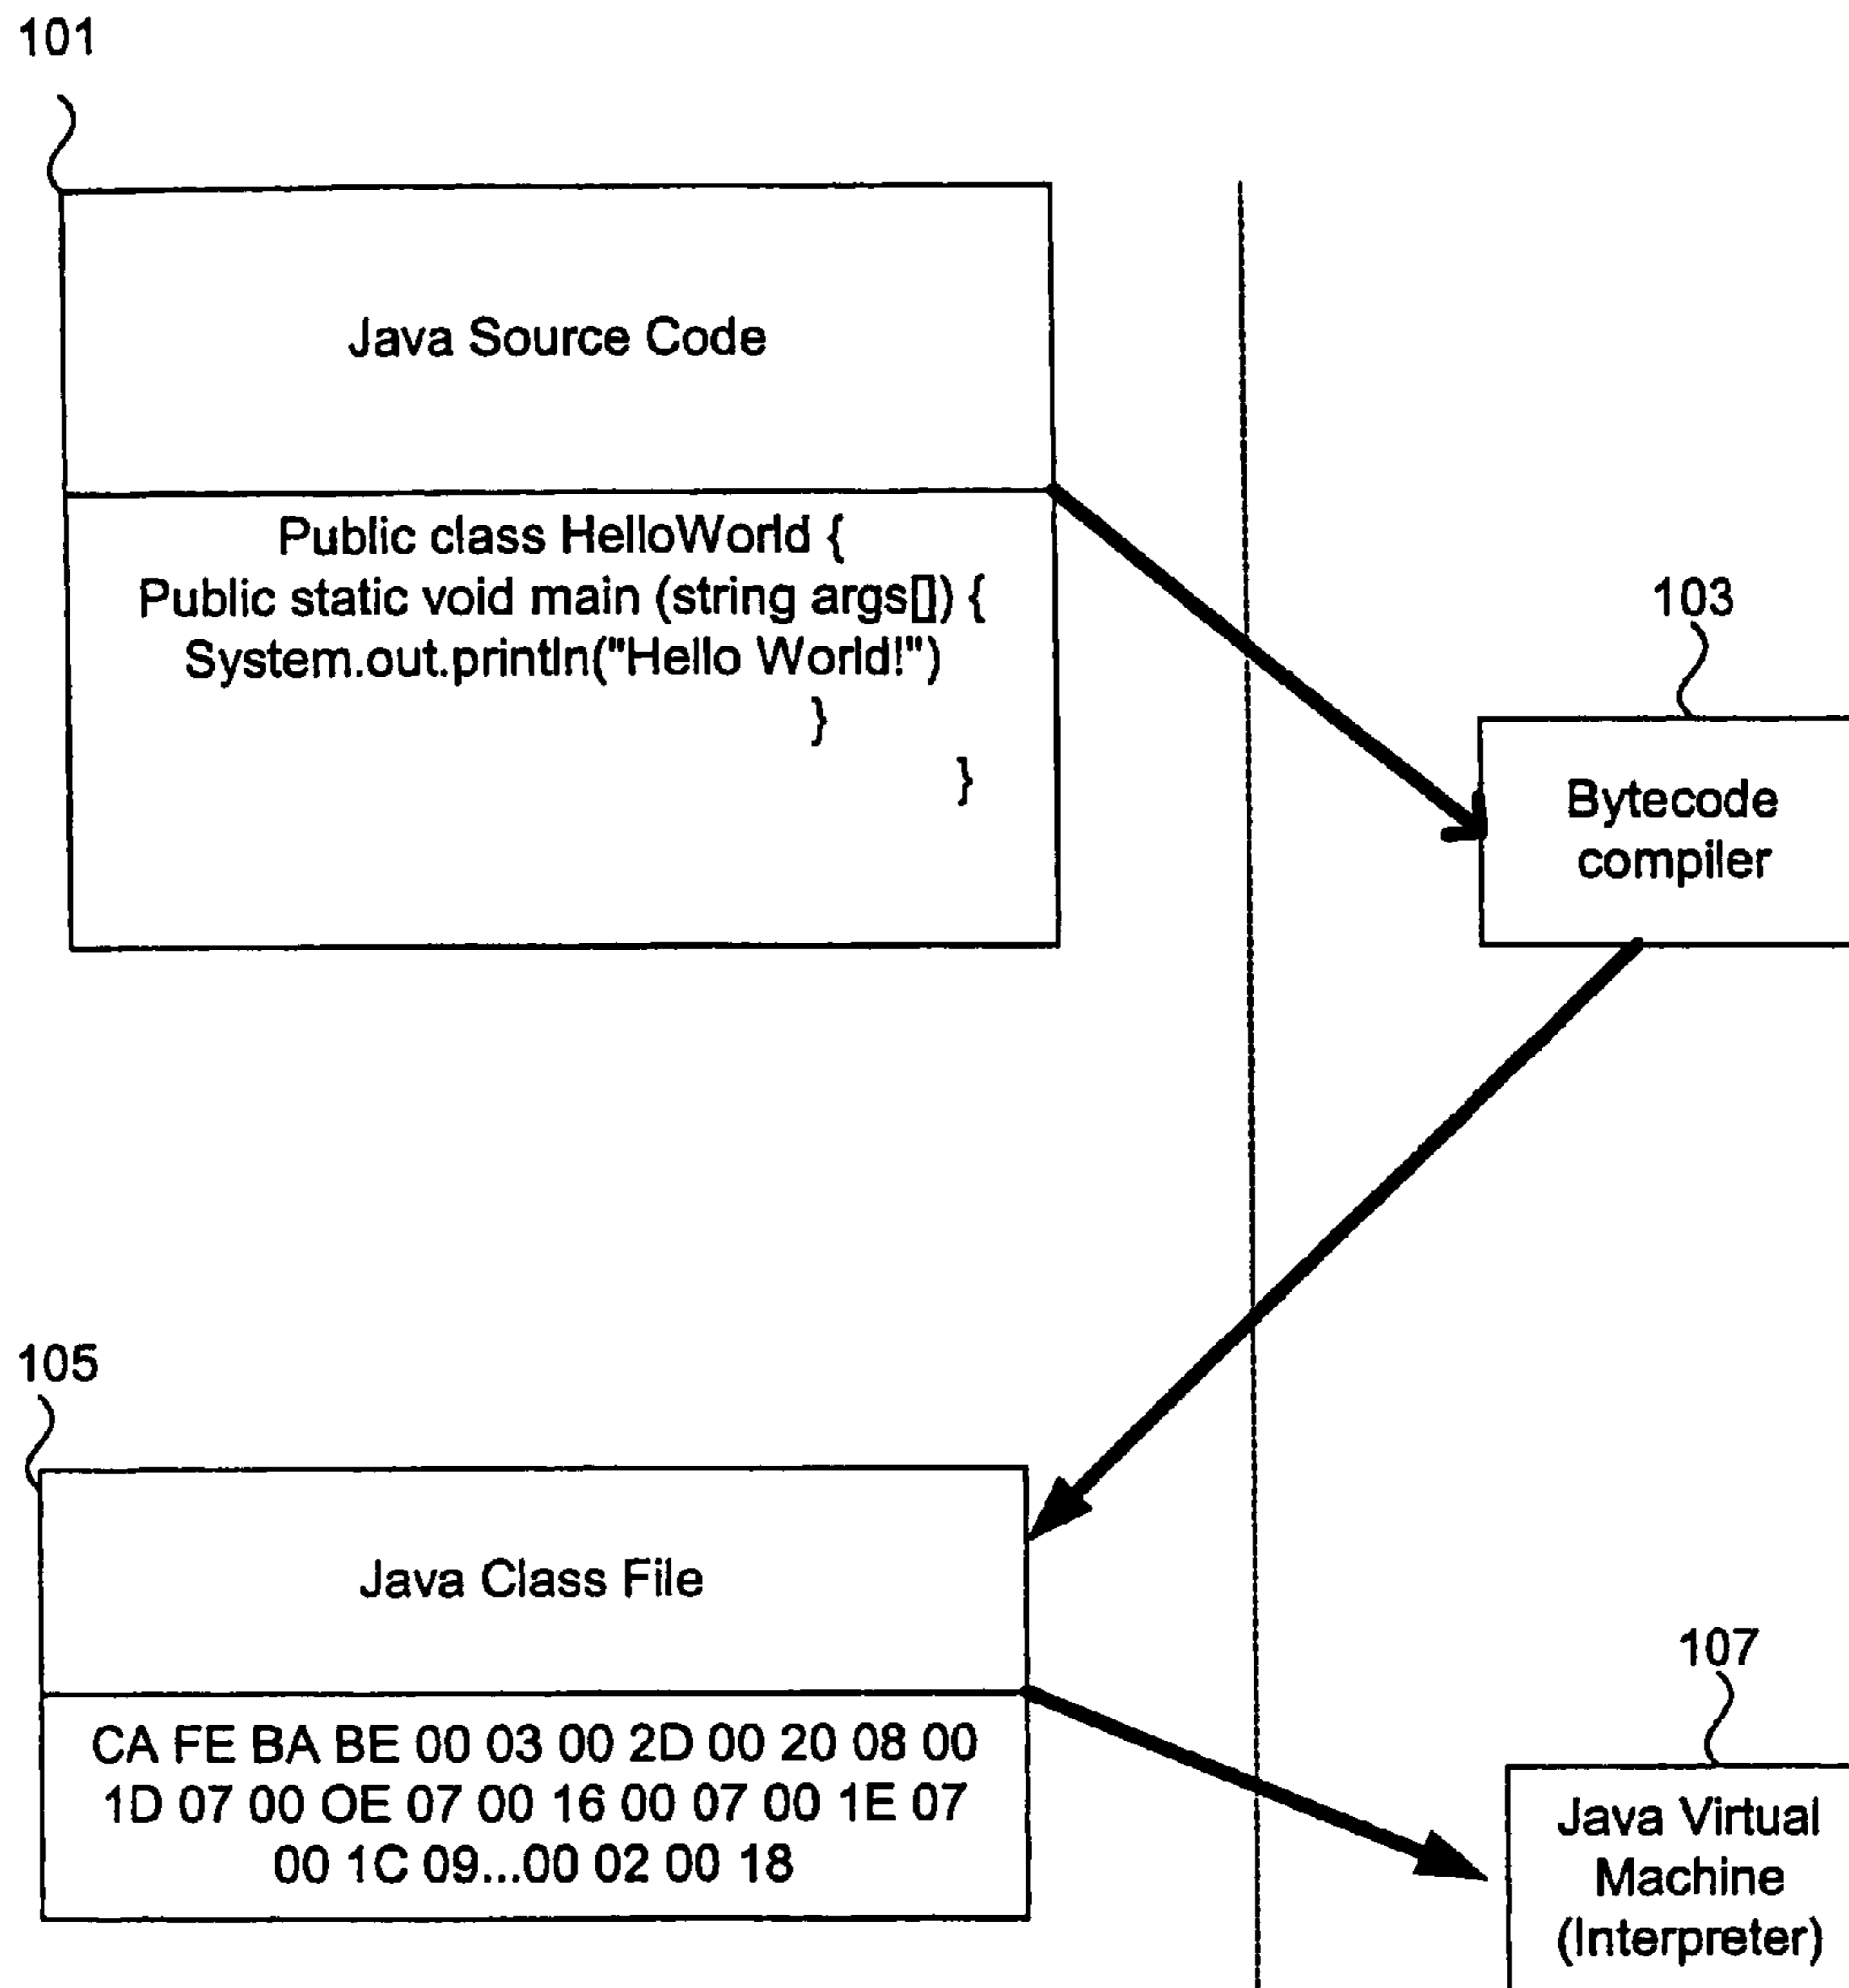 101
Java Source Code
Public class HelloWorld {
Public static void main (string args[]) {
System.out.println("Hello World!")
}
}
103
Bytecode
compiler
105
Java Class File
CA FE BA BE 00 03 00 2D 00 20 08 00
1D 07 00 OE 07 00 16 00 07 00 1E 07
00 1C 09...00 02 00 18
107
Java Virtual
Machine
(Interpreter)